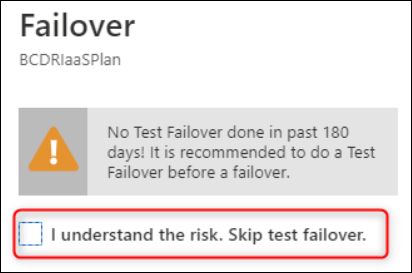 Failover
BCDRIaaSPlan
No Test Failover done in past 180
days! It is recommended to do a Test
Failover before a failover.
I understand the risk. Skip test failover.